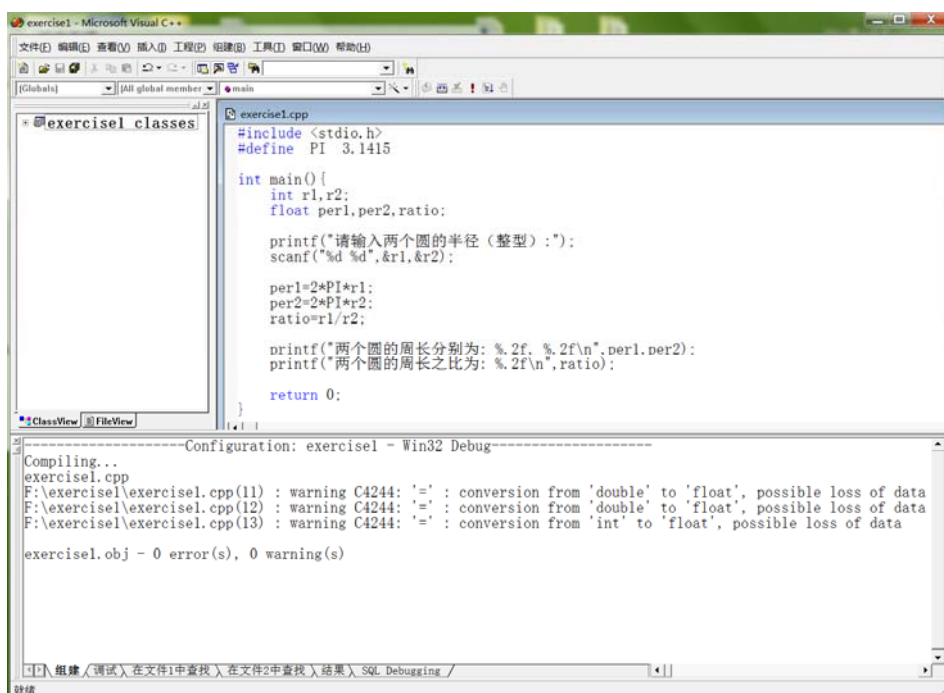 exercise1 - Microsoft Visual C++
文件(F) 编辑(E) 查看(V) 插入(I) 工程(P) 组建(B) 工具(T) 窗口(W) 帮助(H)
[Globals] [All global member main
exercise1.cpp
exercise1 classes
#include <stdio.h>
#define PI 3.1415
int main(){
int r1,r2;
float per1,per2,ratio;
printf("请输入两个圆的半径（整型）:");
scanf("%d %d",&r1,&r2);
per1=2*PI*r1;
per2=2*PI*r2;
ratio=r1/r2;
printf("两个圆的周长分别为: %.2f, %.2f\n",per1,per2);
printf("两个圆的周长之比为: %.2f\n",ratio);
return 0;
}
ClassView FileView
--------------------Configuration: exercise1 - Win32 Debug--------------------
Compiling...
exercise1.cpp
F:\exercise1\exercise1.cpp(11) : warning C4244: '=' : conversion from 'double' to 'float', possible loss of data
F:\exercise1\exercise1.cpp(12) : warning C4244: '=' : conversion from 'double' to 'float', possible loss of data
F:\exercise1\exercise1.cpp(13) : warning C4244: '=' : conversion from 'int' to 'float', possible loss of data
exercise1.obj - 0 error(s), 0 warning(s)
组建 调试 在文件1中查找 在文件2中查找 结果 SQL Debugging
就绪